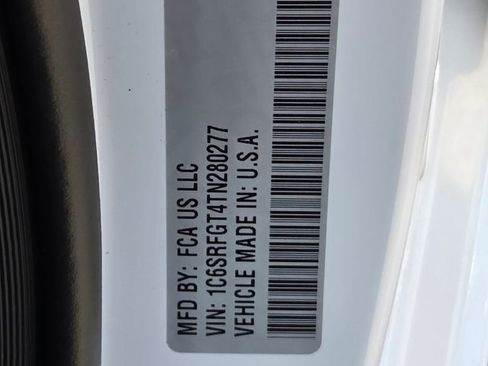 MFD BY: FCA US LLC
VIN: 1C6SRFGT4TN280277
VEHICLE MADE IN: U.S.A.